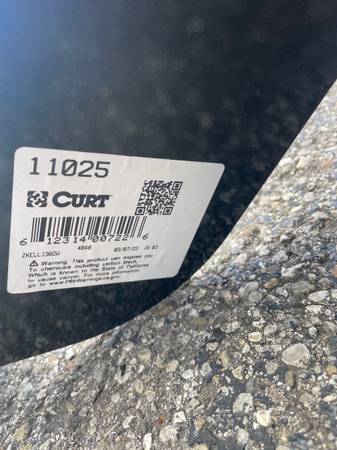 11025
CURT
6 12314 00722 6
4848 03/07/23 16:03
ZKELL136DW
⚠ Warning: This product can expose you
To chemicals including carbon black,
Which is known to the State of California
to cause cancer. For more information
go to www.P65Warnings.ca.gov.